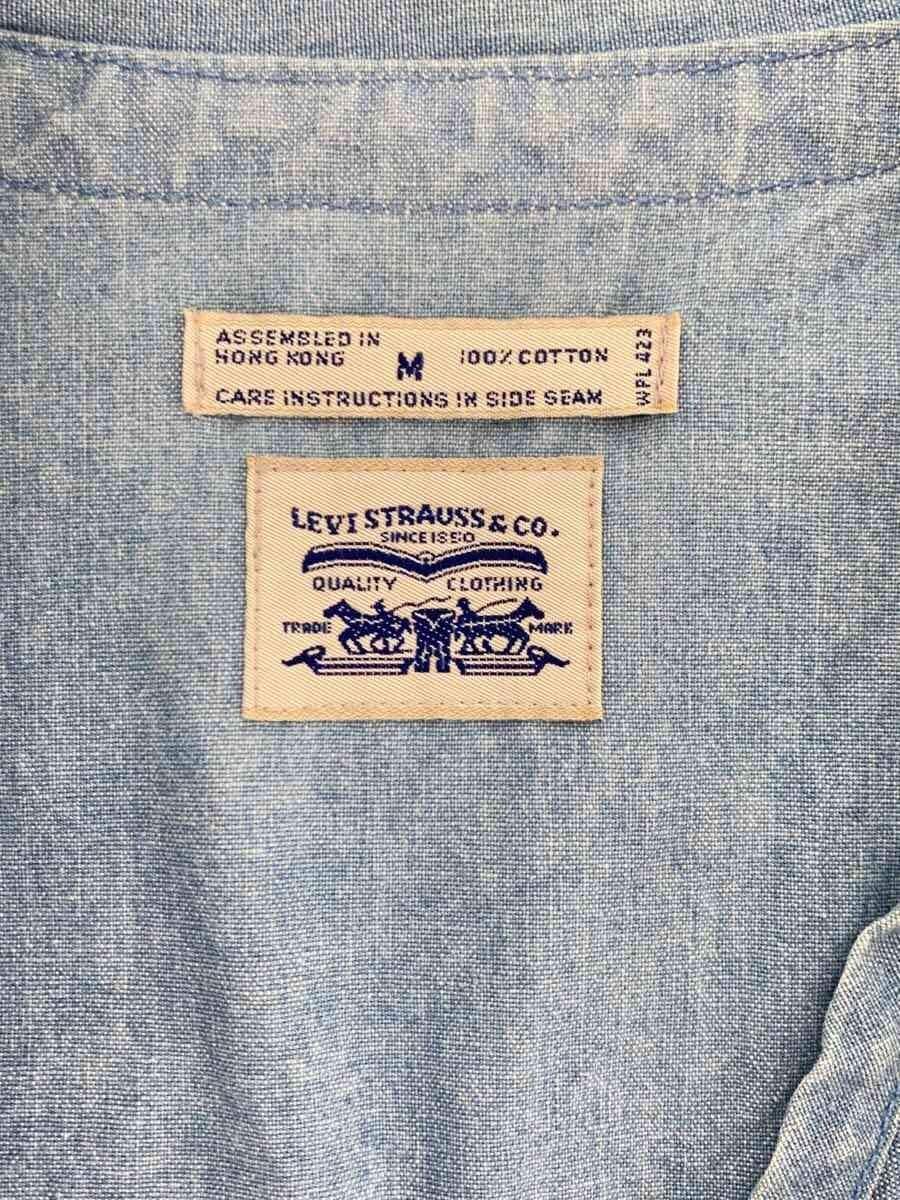 ASSEMBLED IN
HONG KONG
M
100% COTTON
CARE INSTRUCTIONS IN SIDE SEAM
WPL 423
LEVI STRAUSS & CO.
SINCE 1850
QUALITY CLOTHING
TRADE MARK